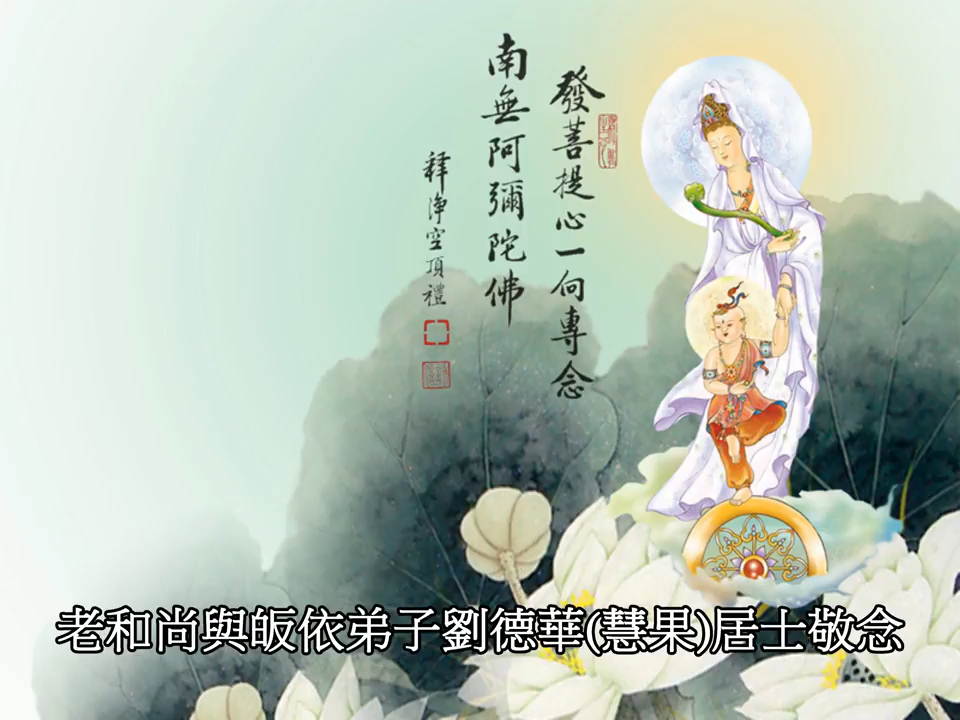 發菩提心一向專念
南無阿彌陀佛
釋淨空頂禮
老和尚與皈依弟子劉德華(慧果)居士敬念